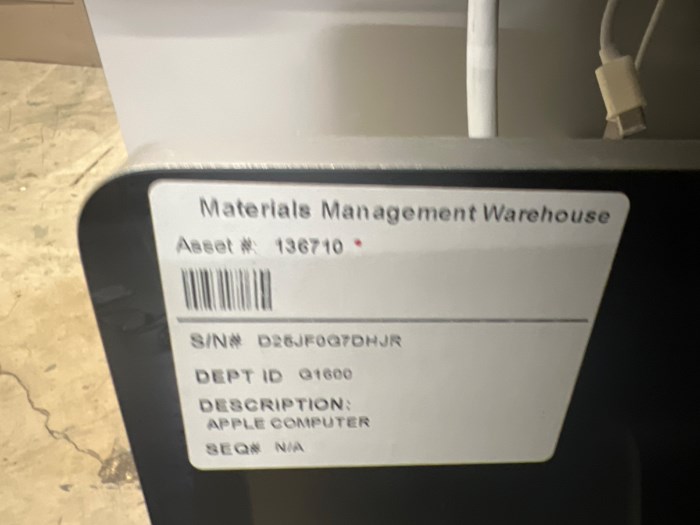 Materials Management Warehouse
Asset #: 136710 *
S/N# D25JF0G7DHJR
DEPT ID G1600
DESCRIPTION:
APPLE COMPUTER
SEQ# N/A